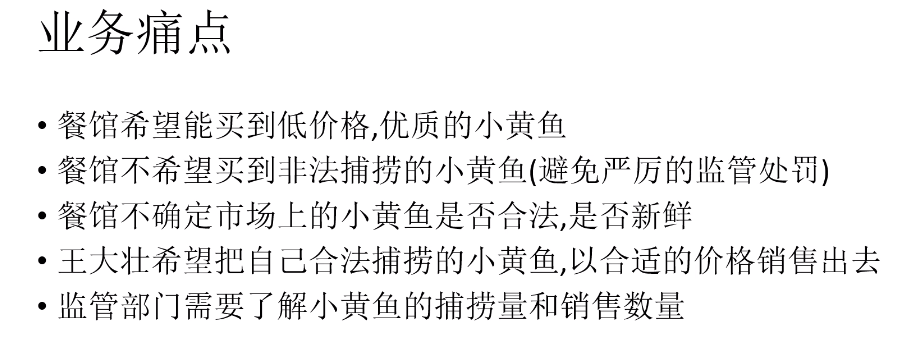 业务痛点
• 餐馆希望能买到低价格,优质的小黄鱼
• 餐馆不希望买到非法捕捞的小黄鱼(避免严厉的监管处罚)
• 餐馆不确定市场上的小黄鱼是否合法,是否新鲜
• 王大壮希望把自己合法捕捞的小黄鱼,以合适的价格销售出去
• 监管部门需要了解小黄鱼的捕捞量和销售数量